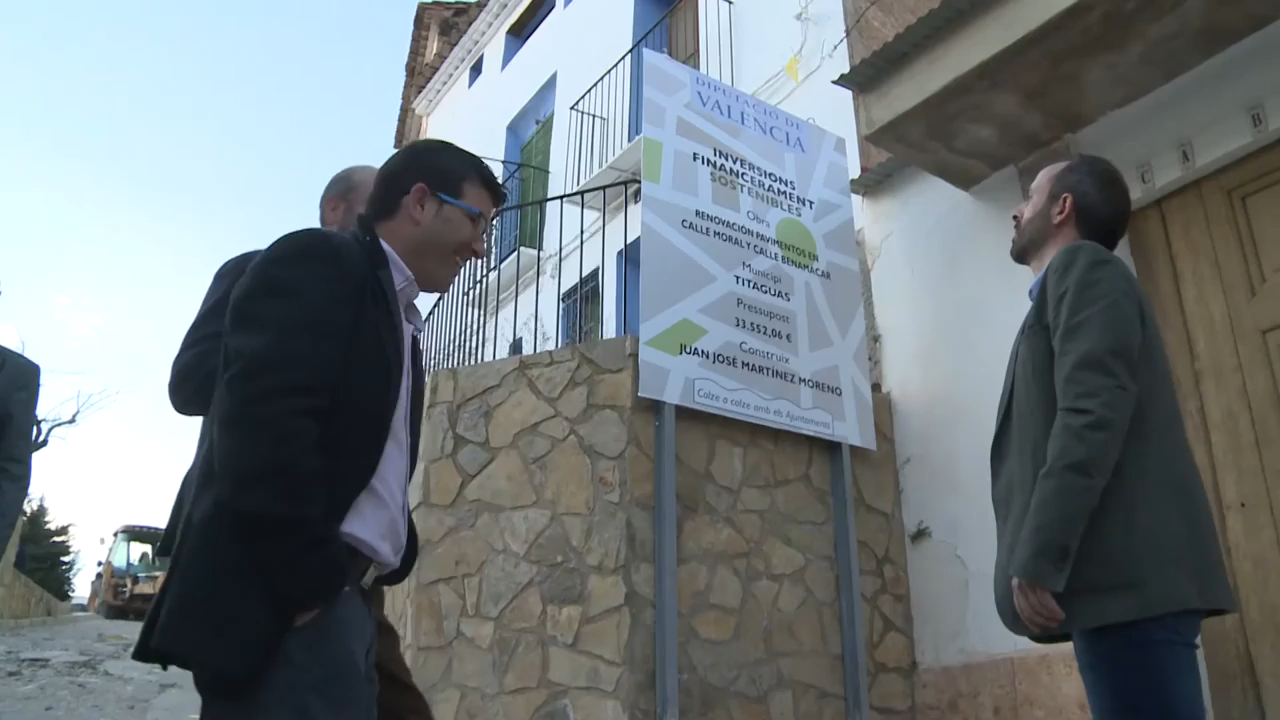 DIPUTACIÓ DE
VALÈNCIA
INVERSIONS
FINANCERAMENT
SOSTENIBLES
Obra
RENOVACIÓN PAVIMENTOS EN
CALLE MORAL Y CALLE BENAMACAR
Municipi
TITAGUAS
Pressupost
33.552,06 €
Construix
JUAN JOSÉ MARTÍNEZ MORENO
Colze a colze amb els Ajuntaments
C A B